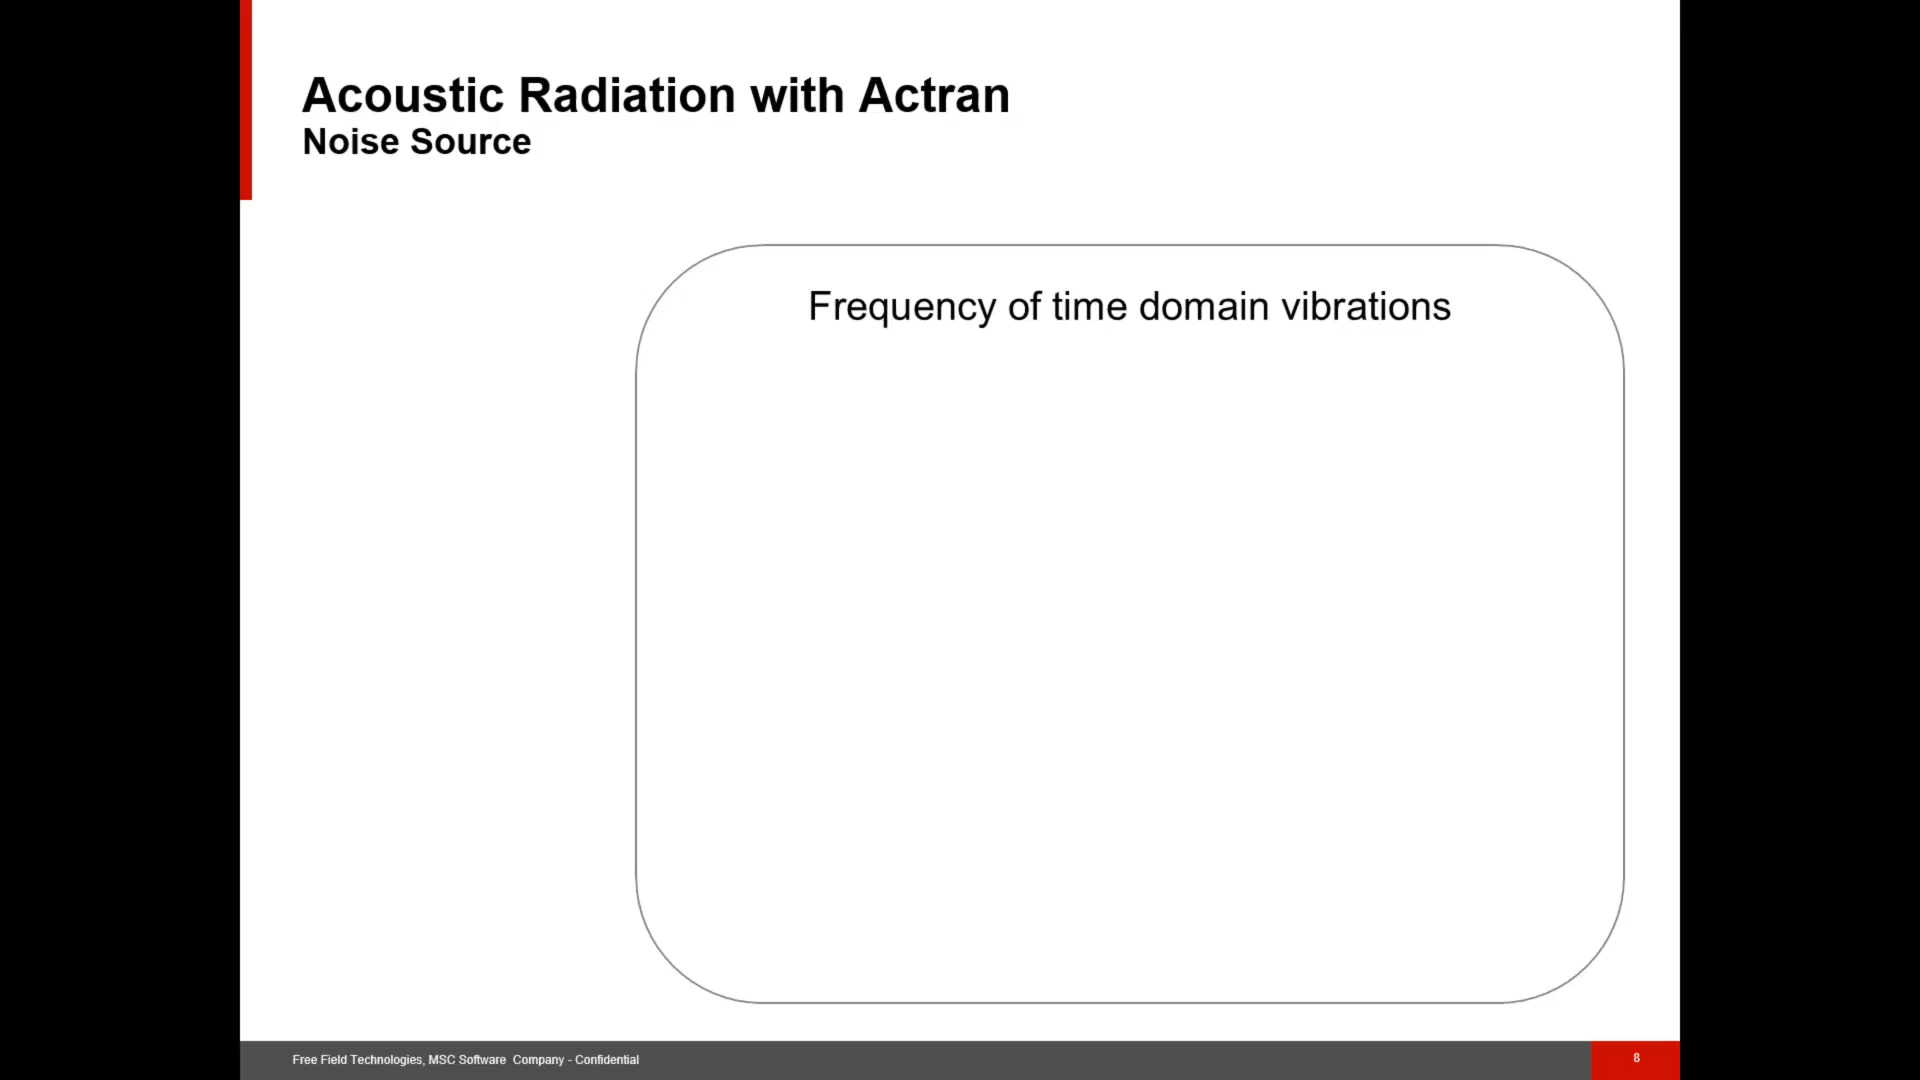 Acoustic Radiation with Actran
Noise Source
Frequency of time domain vibrations
Free Field Technologies, MSC Software  Company - Confidential
8